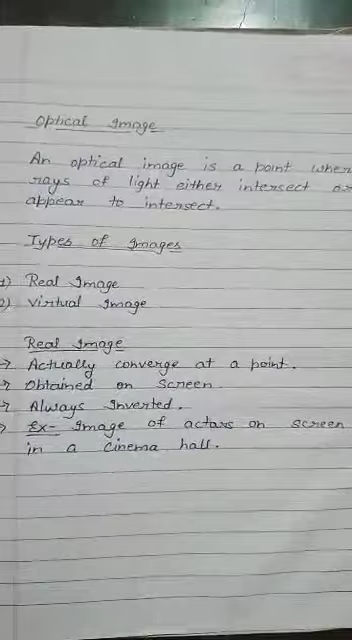 Optical Image
An optical image is a point wher
rays of light either intersect or
appear to intersect.
Types of Images
1) Real Image
2) Virtual Image
Real Image
→ Actually converge at a point.
→ Obtained on screen
→ Always Inverted.
→ Ex- Image of actors on screen
in a cinema hall.